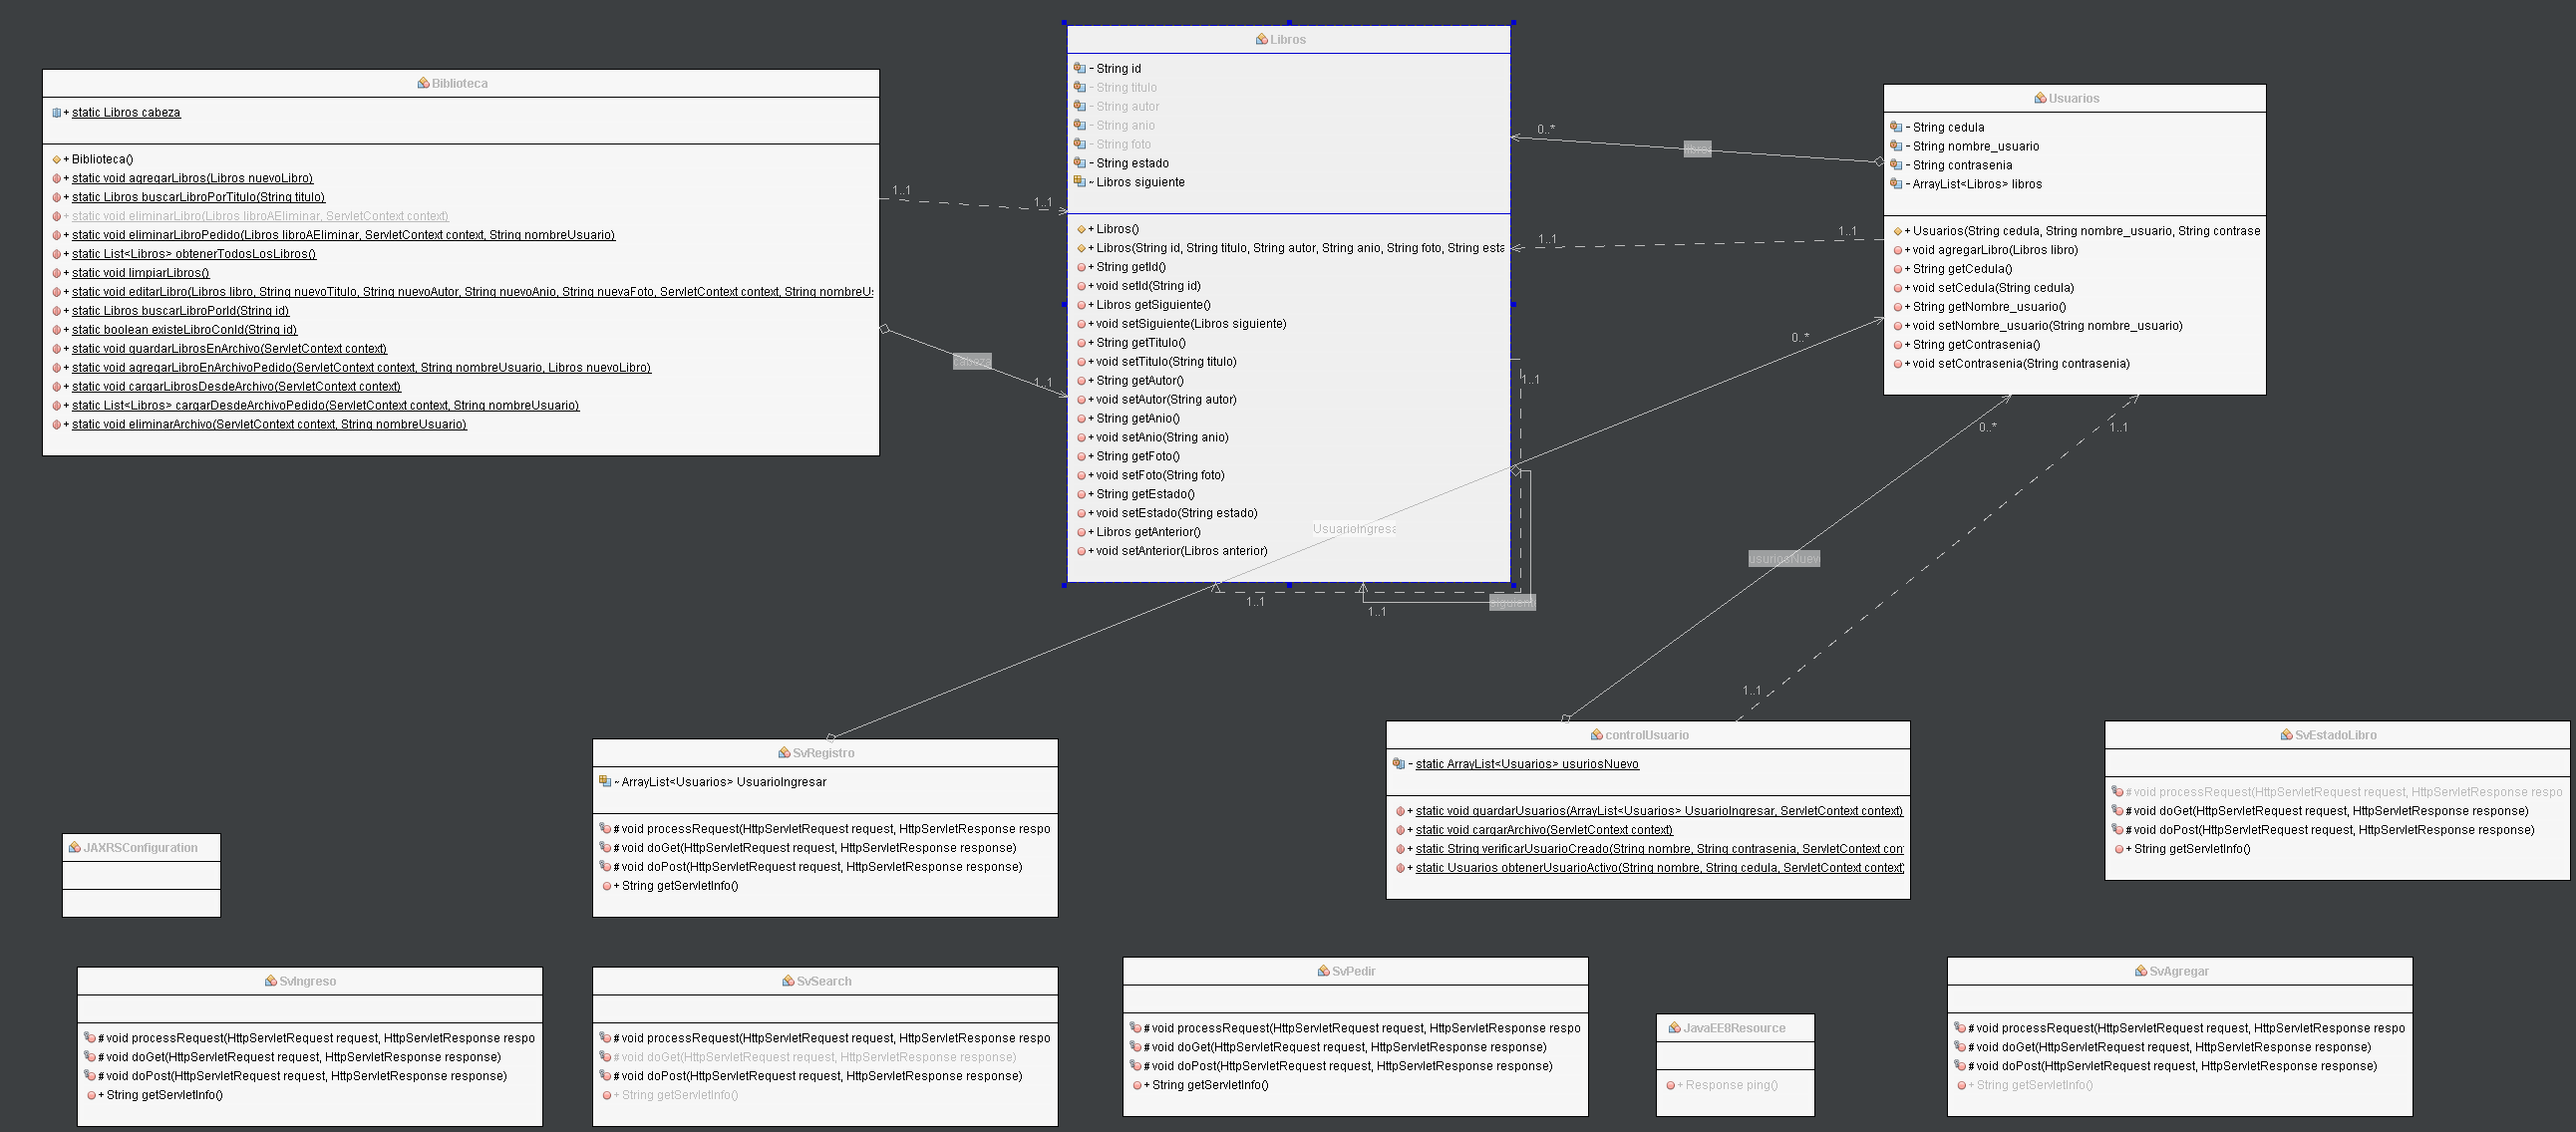 Biblioteca
+ static Libros cabeza
+ Biblioteca()
+ static void agregarLibros(Libros nuevoLibro)
+ static Libros buscarLibroPorTitulo(String titulo)
+ static void eliminarLibro(Libros libroAEliminar, ServletContext context)
+ static void eliminarLibroPedido(Libros libroAEliminar, ServletContext context, String nombreUsuario)
+ static List<Libros> obtenerTodosLosLibros()
+ static void limpiarLibros()
+ static void editarLibro(Libros libro, String nuevoTitulo, String nuevoAutor, String nuevoAnio, String nuevaFoto, ServletContext context, String nombreU
+ static Libros buscarLibroPorId(String id)
+ static boolean existeLibroConId(String id)
+ static void guardarLibrosEnArchivo(ServletContext context)
+ static void agregarLibroEnArchivoPedido(ServletContext context, String nombreUsuario, Libros nuevoLibro)
+ static void cargarLibrosDesdeArchivo(ServletContext context)
+ static List<Libros> cargarDesdeArchivoPedido(ServletContext context, String nombreUsuario)
+ static void eliminarArchivo(ServletContext context, String nombreUsuario)
1..1
1..1
cabeza
1..1
Libros
- String id
- String titulo
- String autor
- String anio
- String foto
- String estado
~ Libros siguiente
+ Libros()
+ Libros(String id, String titulo, String autor, String anio, String foto, String esta
+ String getId()
+ void setId(String id)
+ Libros getSiguiente()
+ void setSiguiente(Libros siguiente)
+ String getTitulo()
+ void setTitulo(String titulo)
+ String getAutor()
+ void setAutor(String autor)
+ String getAnio()
+ void setAnio(String anio)
+ String getFoto()
+ void setFoto(String foto)
+ String getEstado()
+ void setEstado(String estado)
+ Libros getAnterior()
+ void setAnterior(Libros anterior)
UsuarioIngresa
1..1
1..1
1..1
siguient
0..*
libro
1..1
1..1
0..*
Usuarios
- String cedula
- String nombre_usuario
- String contrasenia
- ArrayList<Libros> libros
+ Usuarios(String cedula, String nombre_usuario, String contrase
+ void agregarLibro(Libros libro)
+ String getCedula()
+ void setCedula(String cedula)
+ String getNombre_usuario()
+ void setNombre_usuario(String nombre_usuario)
+ String getContrasenia()
+ void setContrasenia(String contrasenia)
0..*
1..1
usuriosNuev
1..1
SvRegistro
~ ArrayList<Usuarios> UsuarioIngresar
# void processRequest(HttpServletRequest request, HttpServletResponse respo
# void doGet(HttpServletRequest request, HttpServletResponse response)
# void doPost(HttpServletRequest request, HttpServletResponse response)
+ String getServletInfo()
controlUsuario
- static ArrayList<Usuarios> usuriosNuevo
+ static void guardarUsuarios(ArrayList<Usuarios> UsuarioIngresar, ServletContext context)
+ static void cargarArchivo(ServletContext context)
+ static String verificarUsuarioCreado(String nombre, String contrasenia, ServletContext con
+ static Usuarios obtenerUsuarioActivo(String nombre, String cedula, ServletContext context)
SvEstadoLibro
# void processRequest(HttpServletRequest request, HttpServletResponse respo
# void doGet(HttpServletRequest request, HttpServletResponse response)
# void doPost(HttpServletRequest request, HttpServletResponse response)
+ String getServletInfo()
JAXRSConfiguration
SvIngreso
# void processRequest(HttpServletRequest request, HttpServletResponse respo
# void doGet(HttpServletRequest request, HttpServletResponse response)
# void doPost(HttpServletRequest request, HttpServletResponse response)
+ String getServletInfo()
SvSearch
# void processRequest(HttpServletRequest request, HttpServletResponse respo
# void doGet(HttpServletRequest request, HttpServletResponse response)
# void doPost(HttpServletRequest request, HttpServletResponse response)
+ String getServletInfo()
SvPedir
# void processRequest(HttpServletRequest request, HttpServletResponse respo
# void doGet(HttpServletRequest request, HttpServletResponse response)
# void doPost(HttpServletRequest request, HttpServletResponse response)
+ String getServletInfo()
JavaEE8Resource
+ Response ping()
SvAgregar
# void processRequest(HttpServletRequest request, HttpServletResponse respo
# void doGet(HttpServletRequest request, HttpServletResponse response)
# void doPost(HttpServletRequest request, HttpServletResponse response)
+ String getServletInfo()